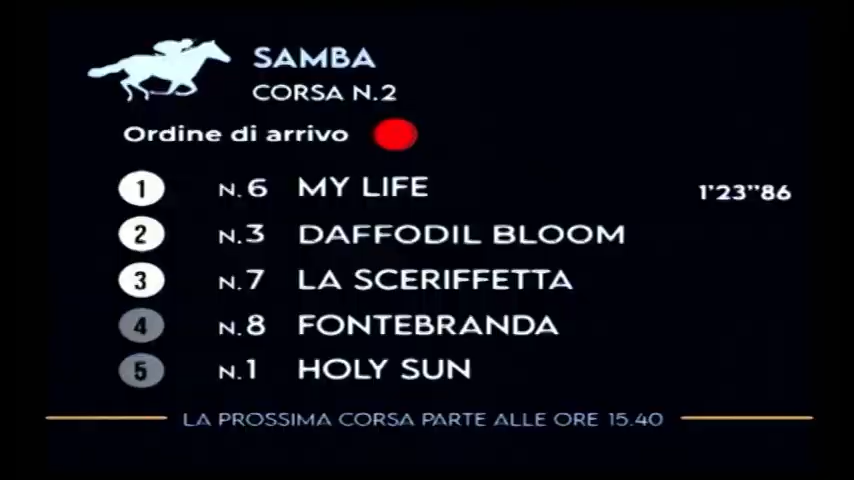 SAMBA
CORSA N.2
Ordine di arrivo
1 N.6 MY LIFE 1'23"86
2 N.3 DAFFODIL BLOOM
3 N.7 LA SCERIFFETTA
4 N.8 FONTEBRANDA
5 N.1 HOLY SUN
LA PROSSIMA CORSA PARTE ALLE ORE 15.40